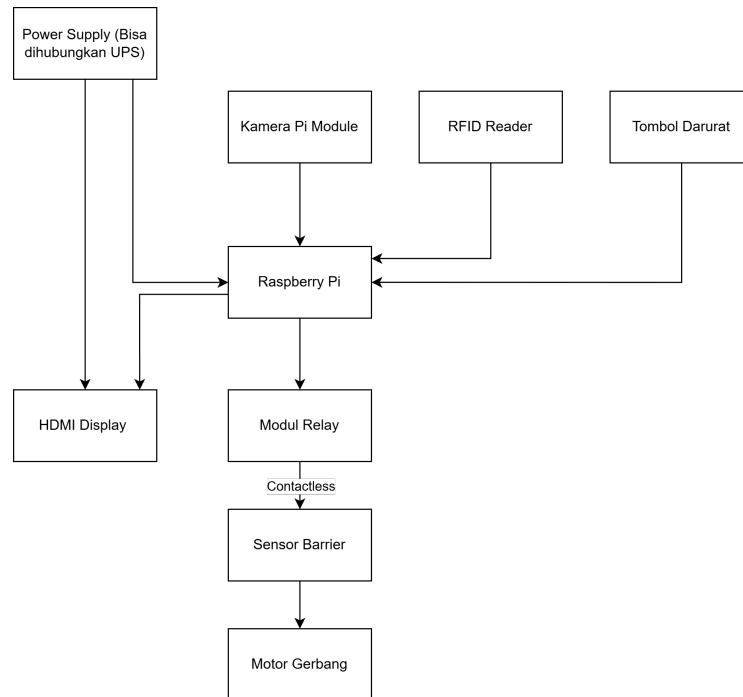 Power Supply (Bisa
dihubungkan UPS)
Kamera Pi Module
RFID Reader
Tombol Darurat
Raspberry Pi
HDMI Display
Modul Relay
Contactless
Sensor Barrier
Motor Gerbang